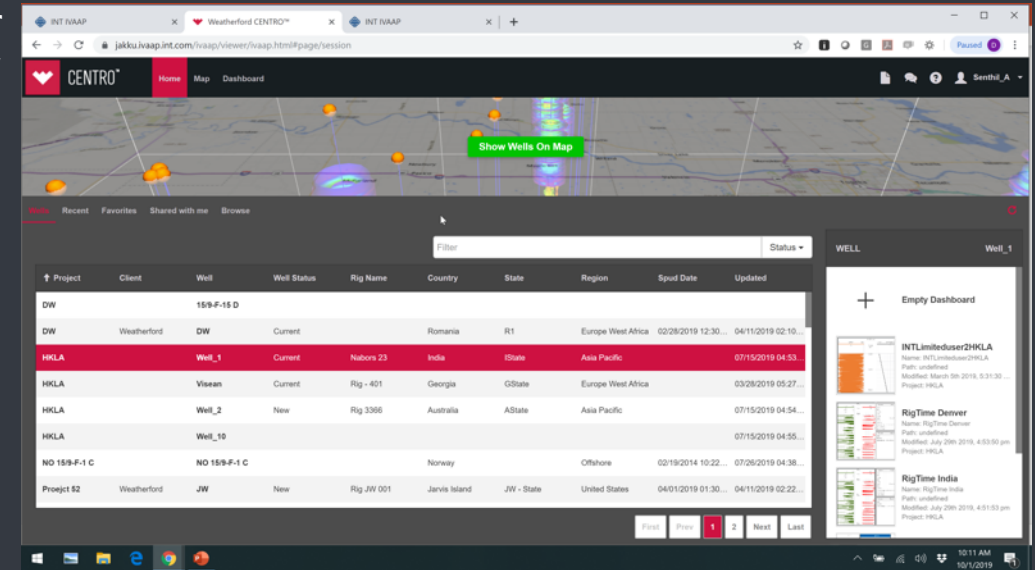 INT IVAAP
Weatherford CENTRO™
INT IVAAP
jakku.ivaap.int.com/ivaap/viewer/ivaap.html#page/session
Paused D
CENTRO™ Home Map Dashboard Senthil_A
Show Wells On Map
Recent Favorites Shared with me Browse
Filter Status
Project Client Well Well Status Rig Name Country State Region Spud Date Updated
DW 15/9-F-15 D
DW Weatherford DW Current Romania R1 Europe West Africa 02/28/2019 12:30... 04/11/2019 02:10...
HKLA Well_1 Current Nabors 23 India IState Asia Pacific 07/15/2019 04:53...
HKLA Visean Current Rig - 401 Georgia GState Europe West Africa 03/28/2019 05:27...
HKLA Well_2 New Rig 3366 Australia AState Asia Pacific 07/15/2019 04:54...
HKLA Well_10 07/15/2019 04:55...
NO 15/9-F-1 C NO 15/9-F-1 C Norway Offshore 02/19/2014 10:22... 07/26/2019 04:38...
Proejct 52 Weatherford JW New Rig JW 001 Jarvis Island JW - State United States 04/01/2019 01:30... 04/11/2019 02:22...
First Prev 1 2 Next Last
WELL Well_1
Empty Dashboard
INTLimiteduser2HKLA
Name: INTLimiteduser2HKLA
Path: undefined
Modified: March 5th 2019, 5:31:30 ...
Project: HKLA
RigTime Denver
Name: RigTime Denver
Path: undefined
Modified: July 29th 2019, 4:53:50 pm
Project: HKLA
RigTime India
Name: RigTime India
Path: undefined
Modified: July 29th 2019, 4:51:53 pm
Project: HKLA
10:11 AM
10/1/2019